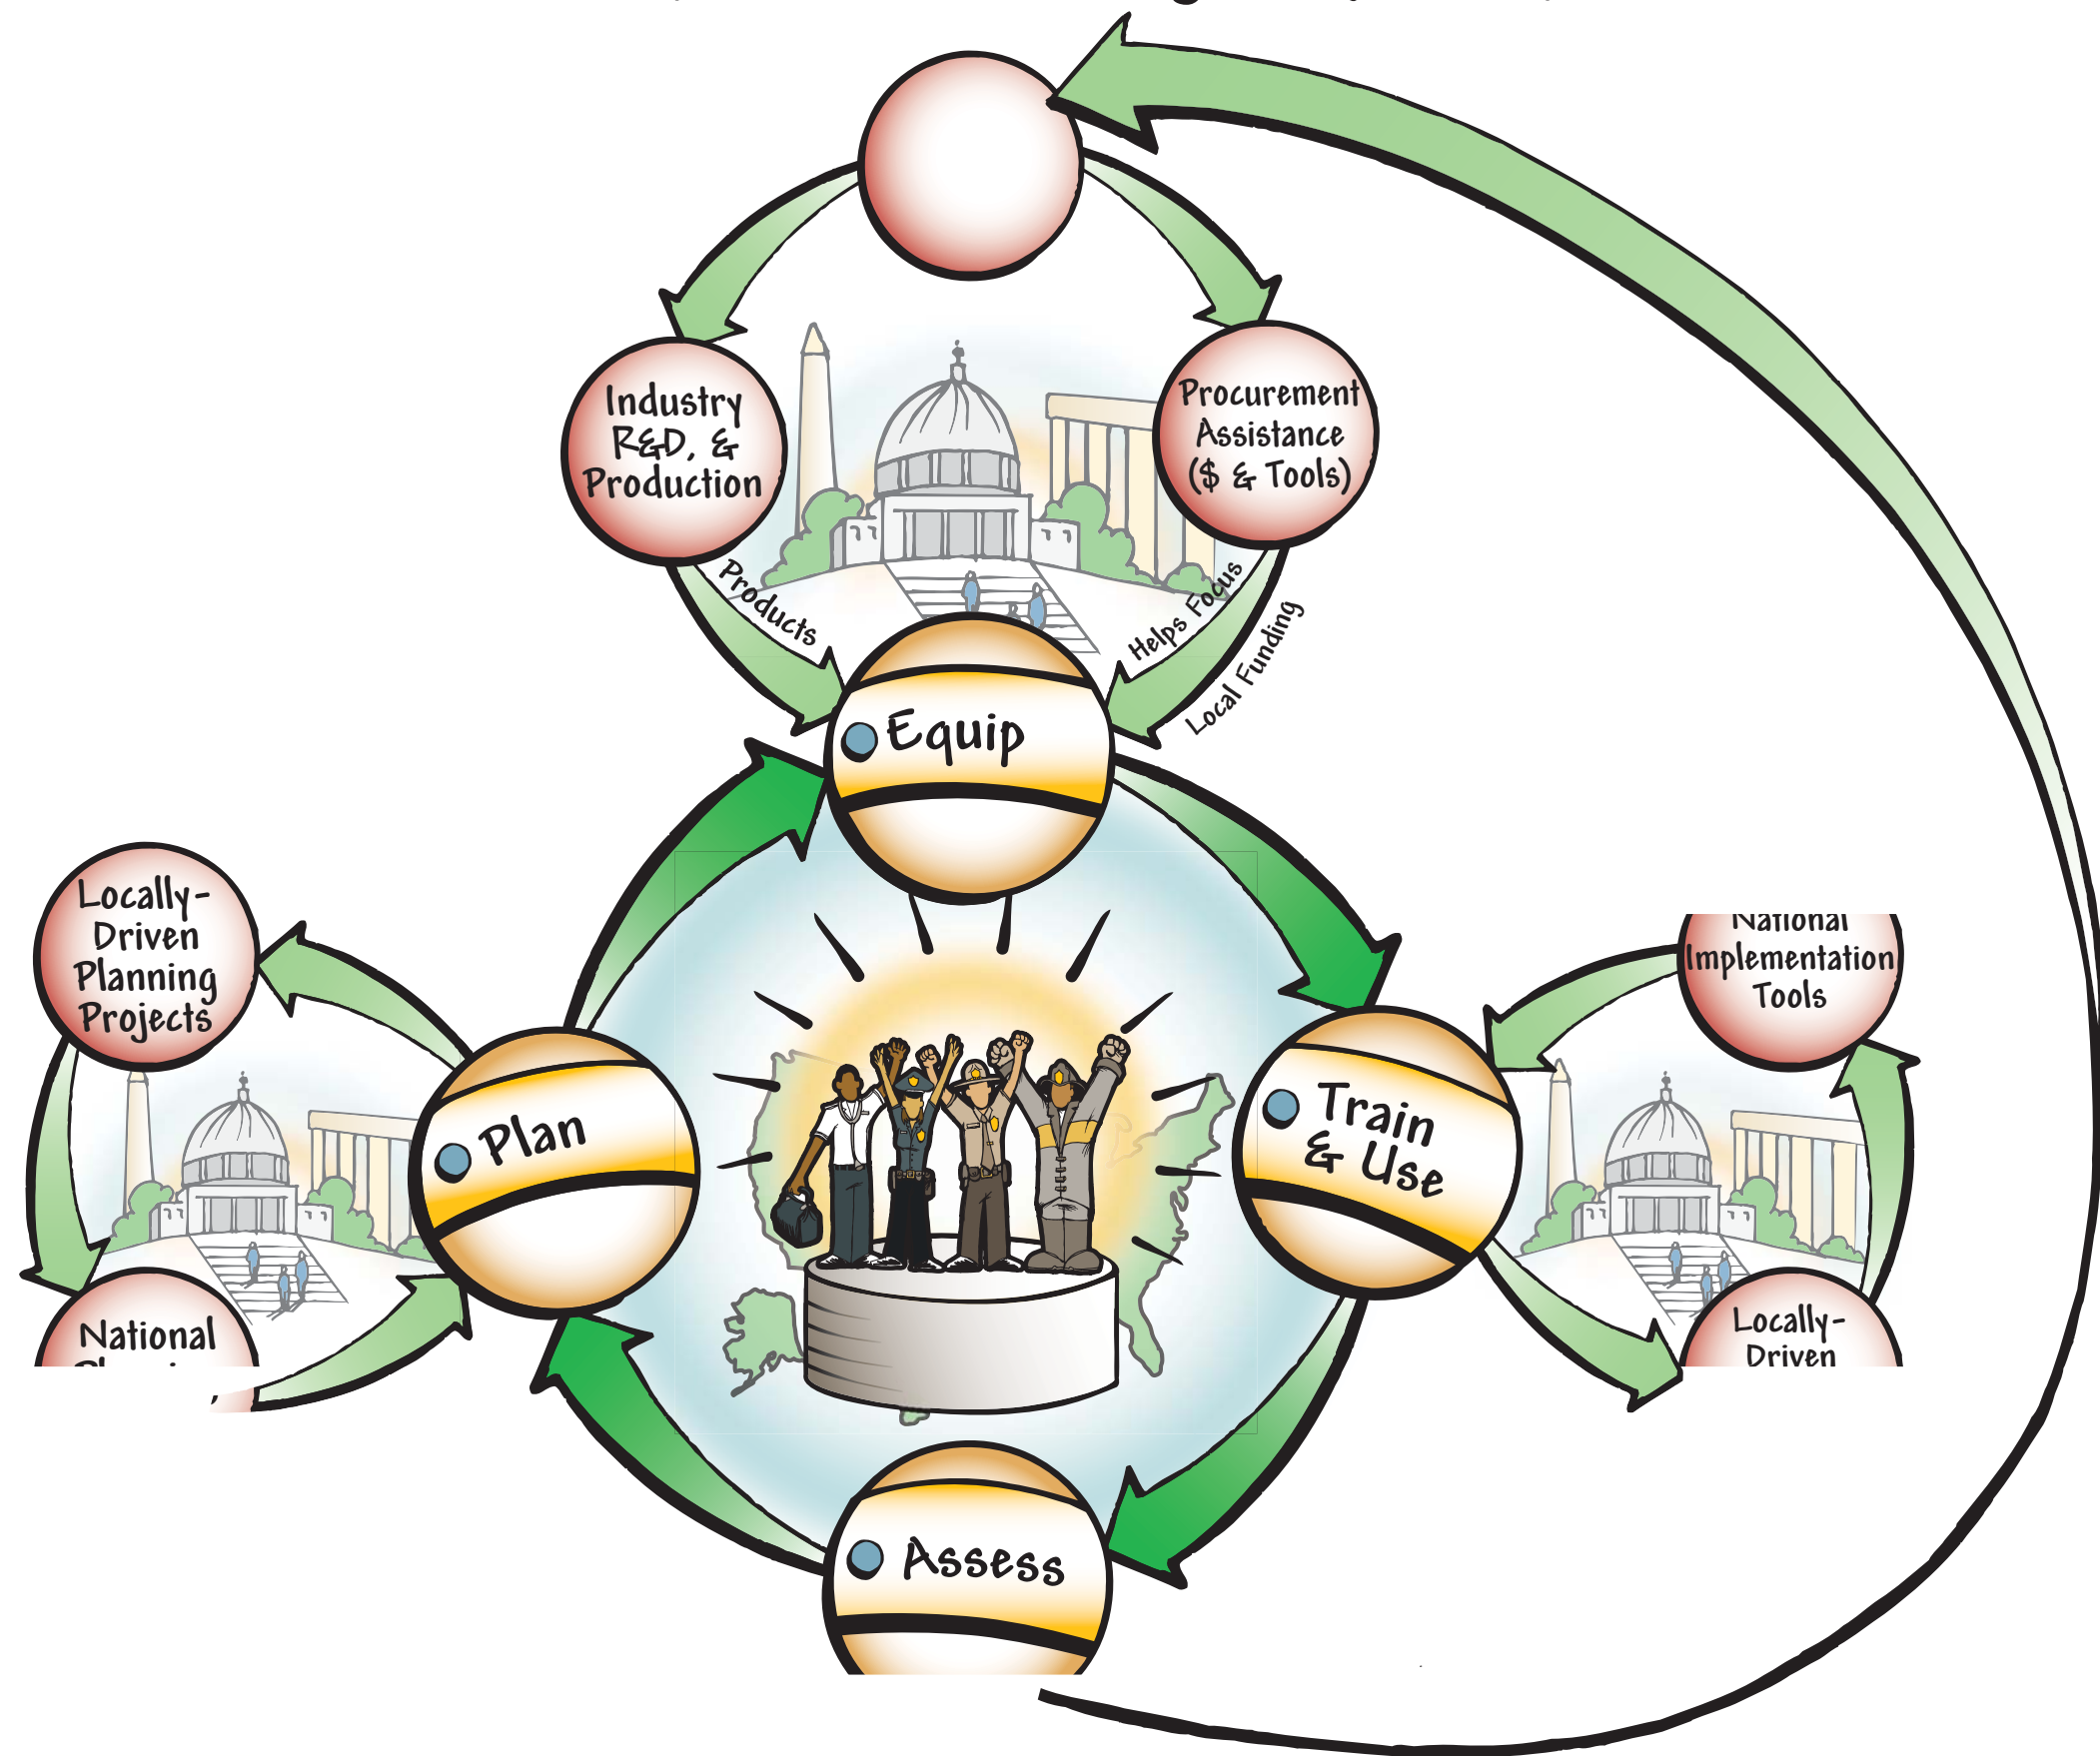 Industry
R&D, &
Production
Procurement
Assistance
($ & Tools)
Products
Helps Focus
Local Funding
Equip
Locally-
Driven
Planning
Projects
National
Implementation
Tools
Plan
Train
& Use
National
Locally-
Driven
Assess